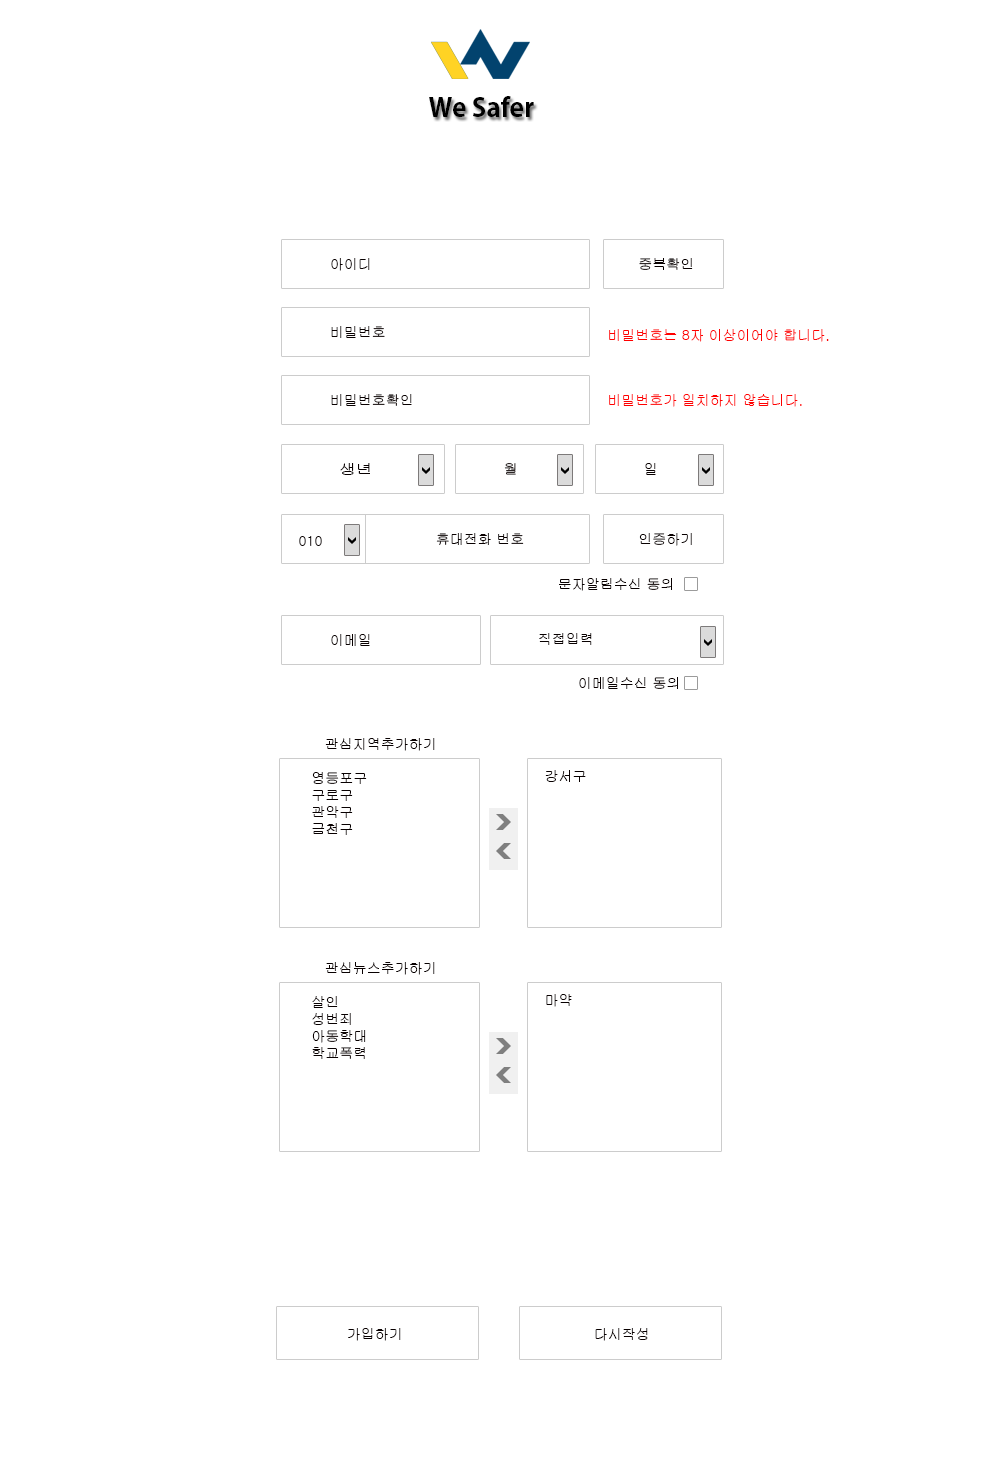 We Safer
아이디
중복확인
비밀번호
비밀번호는 8자 이상이어야 합니다.
비밀번호확인
비밀번호가 일치하지 않습니다.
생년
월
일
010
휴대전화 번호
인증하기
문자알림수신 동의
이메일
직접입력
이메일수신 동의
관심지역추가하기
영등포구
구로구
관악구
금천구
강서구
관심뉴스추가하기
살인
성범죄
아동학대
학교폭력
마약
가입하기
다시작성